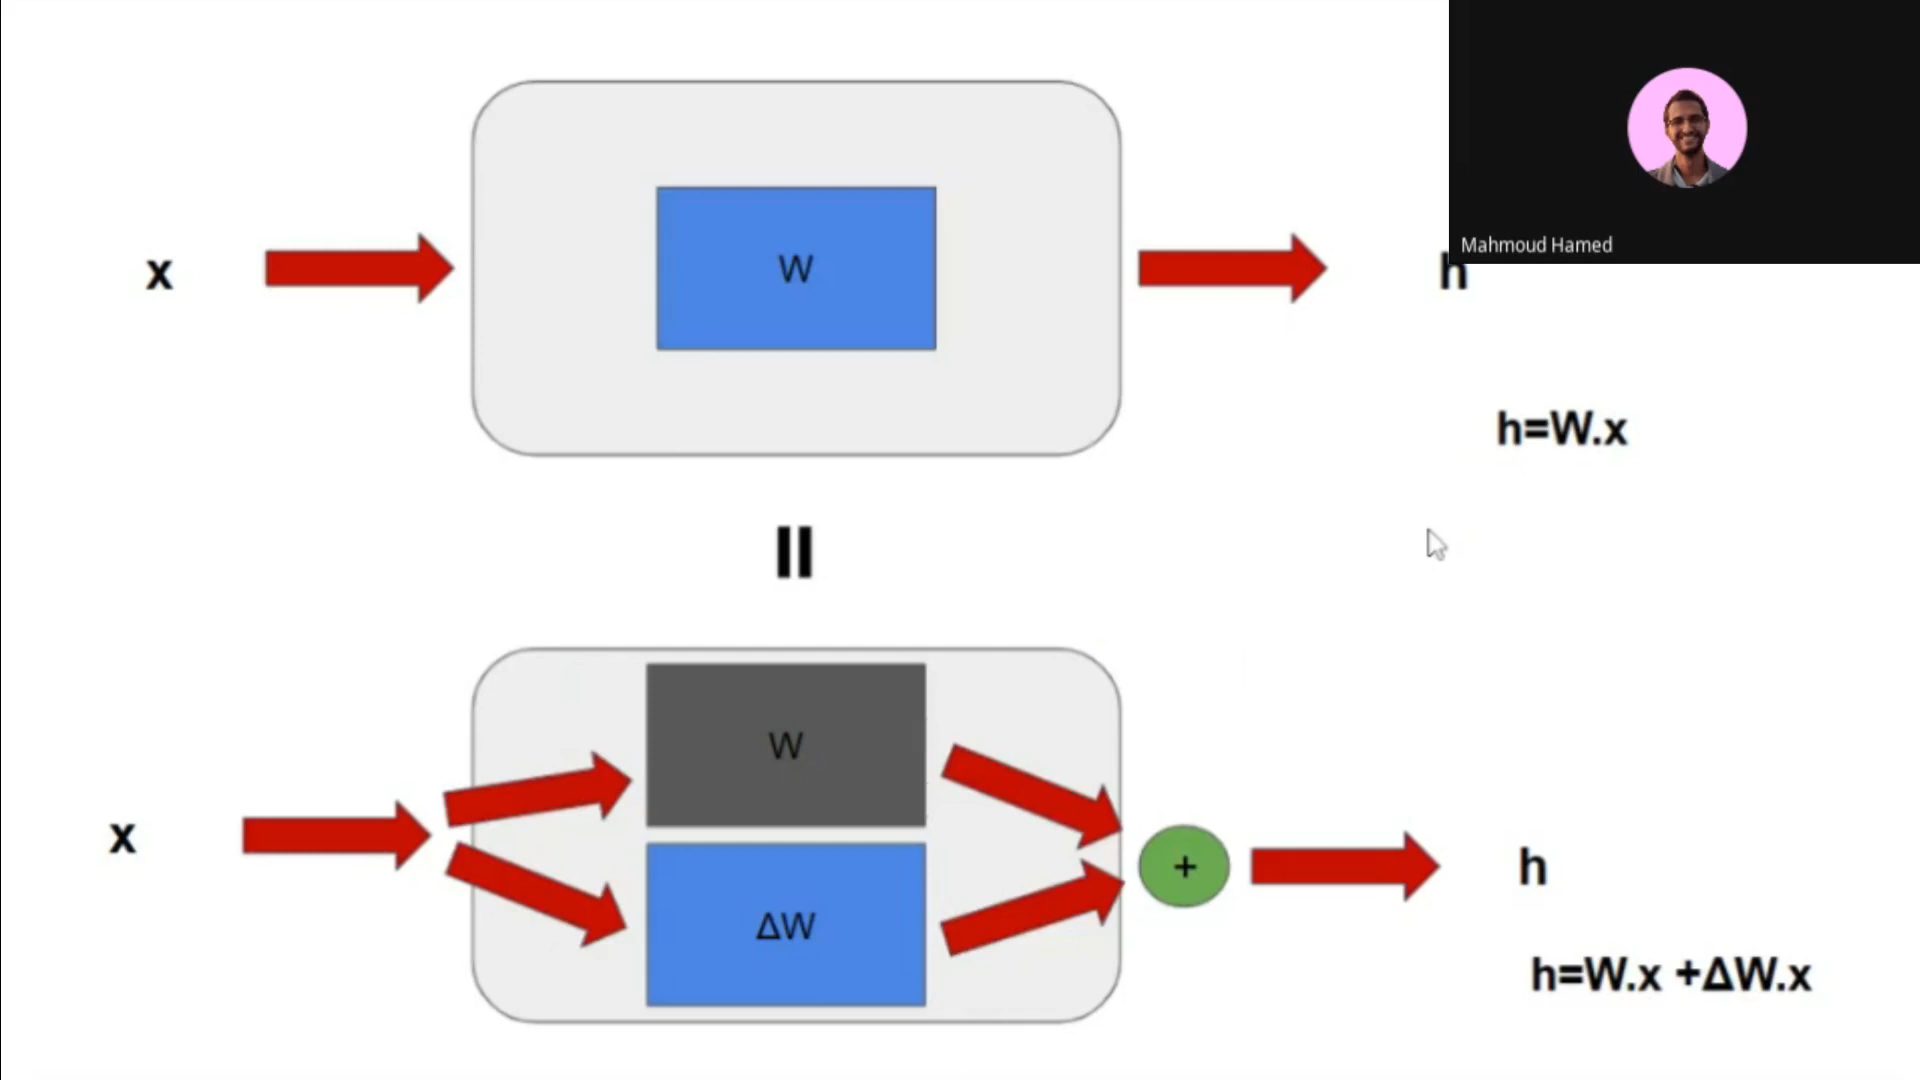 Mahmoud Hamed
x
W
h
h=W.x
=
x
W
ΔW
+
h
h=W.x +ΔW.x